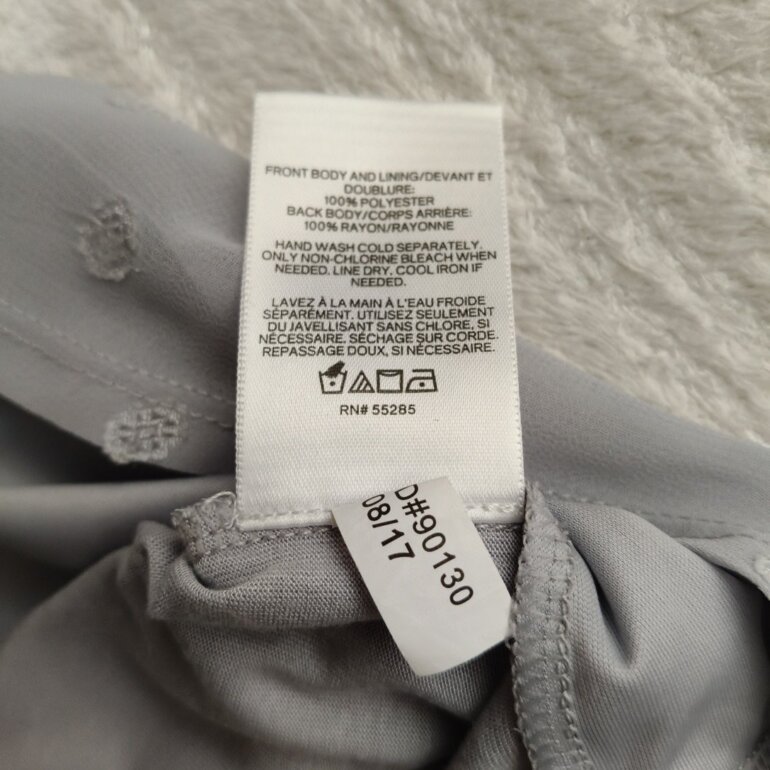 FRONT BODY AND LINING/DEVANT ET
DOUBLURE:
100% POLYESTER
BACK BODY/CORPS ARRIÈRE:
100% RAYON/RAYONNE
HAND WASH COLD SEPARATELY.
ONLY NON-CHLORINE BLEACH WHEN
NEEDED. LINE DRY. COOL IRON IF
NEEDED.
LAVEZ À LA MAIN À L'EAU FROIDE
SÉPARÉMENT. UTILISEZ SEULEMENT
DU JAVELLISANT SANS CHLORE, SI
NÉCESSAIRE. SÉCHAGE SUR CORDE.
REPASSAGE DOUX, SI NÉCESSAIRE.
RN# 55285
D#90130
08/17